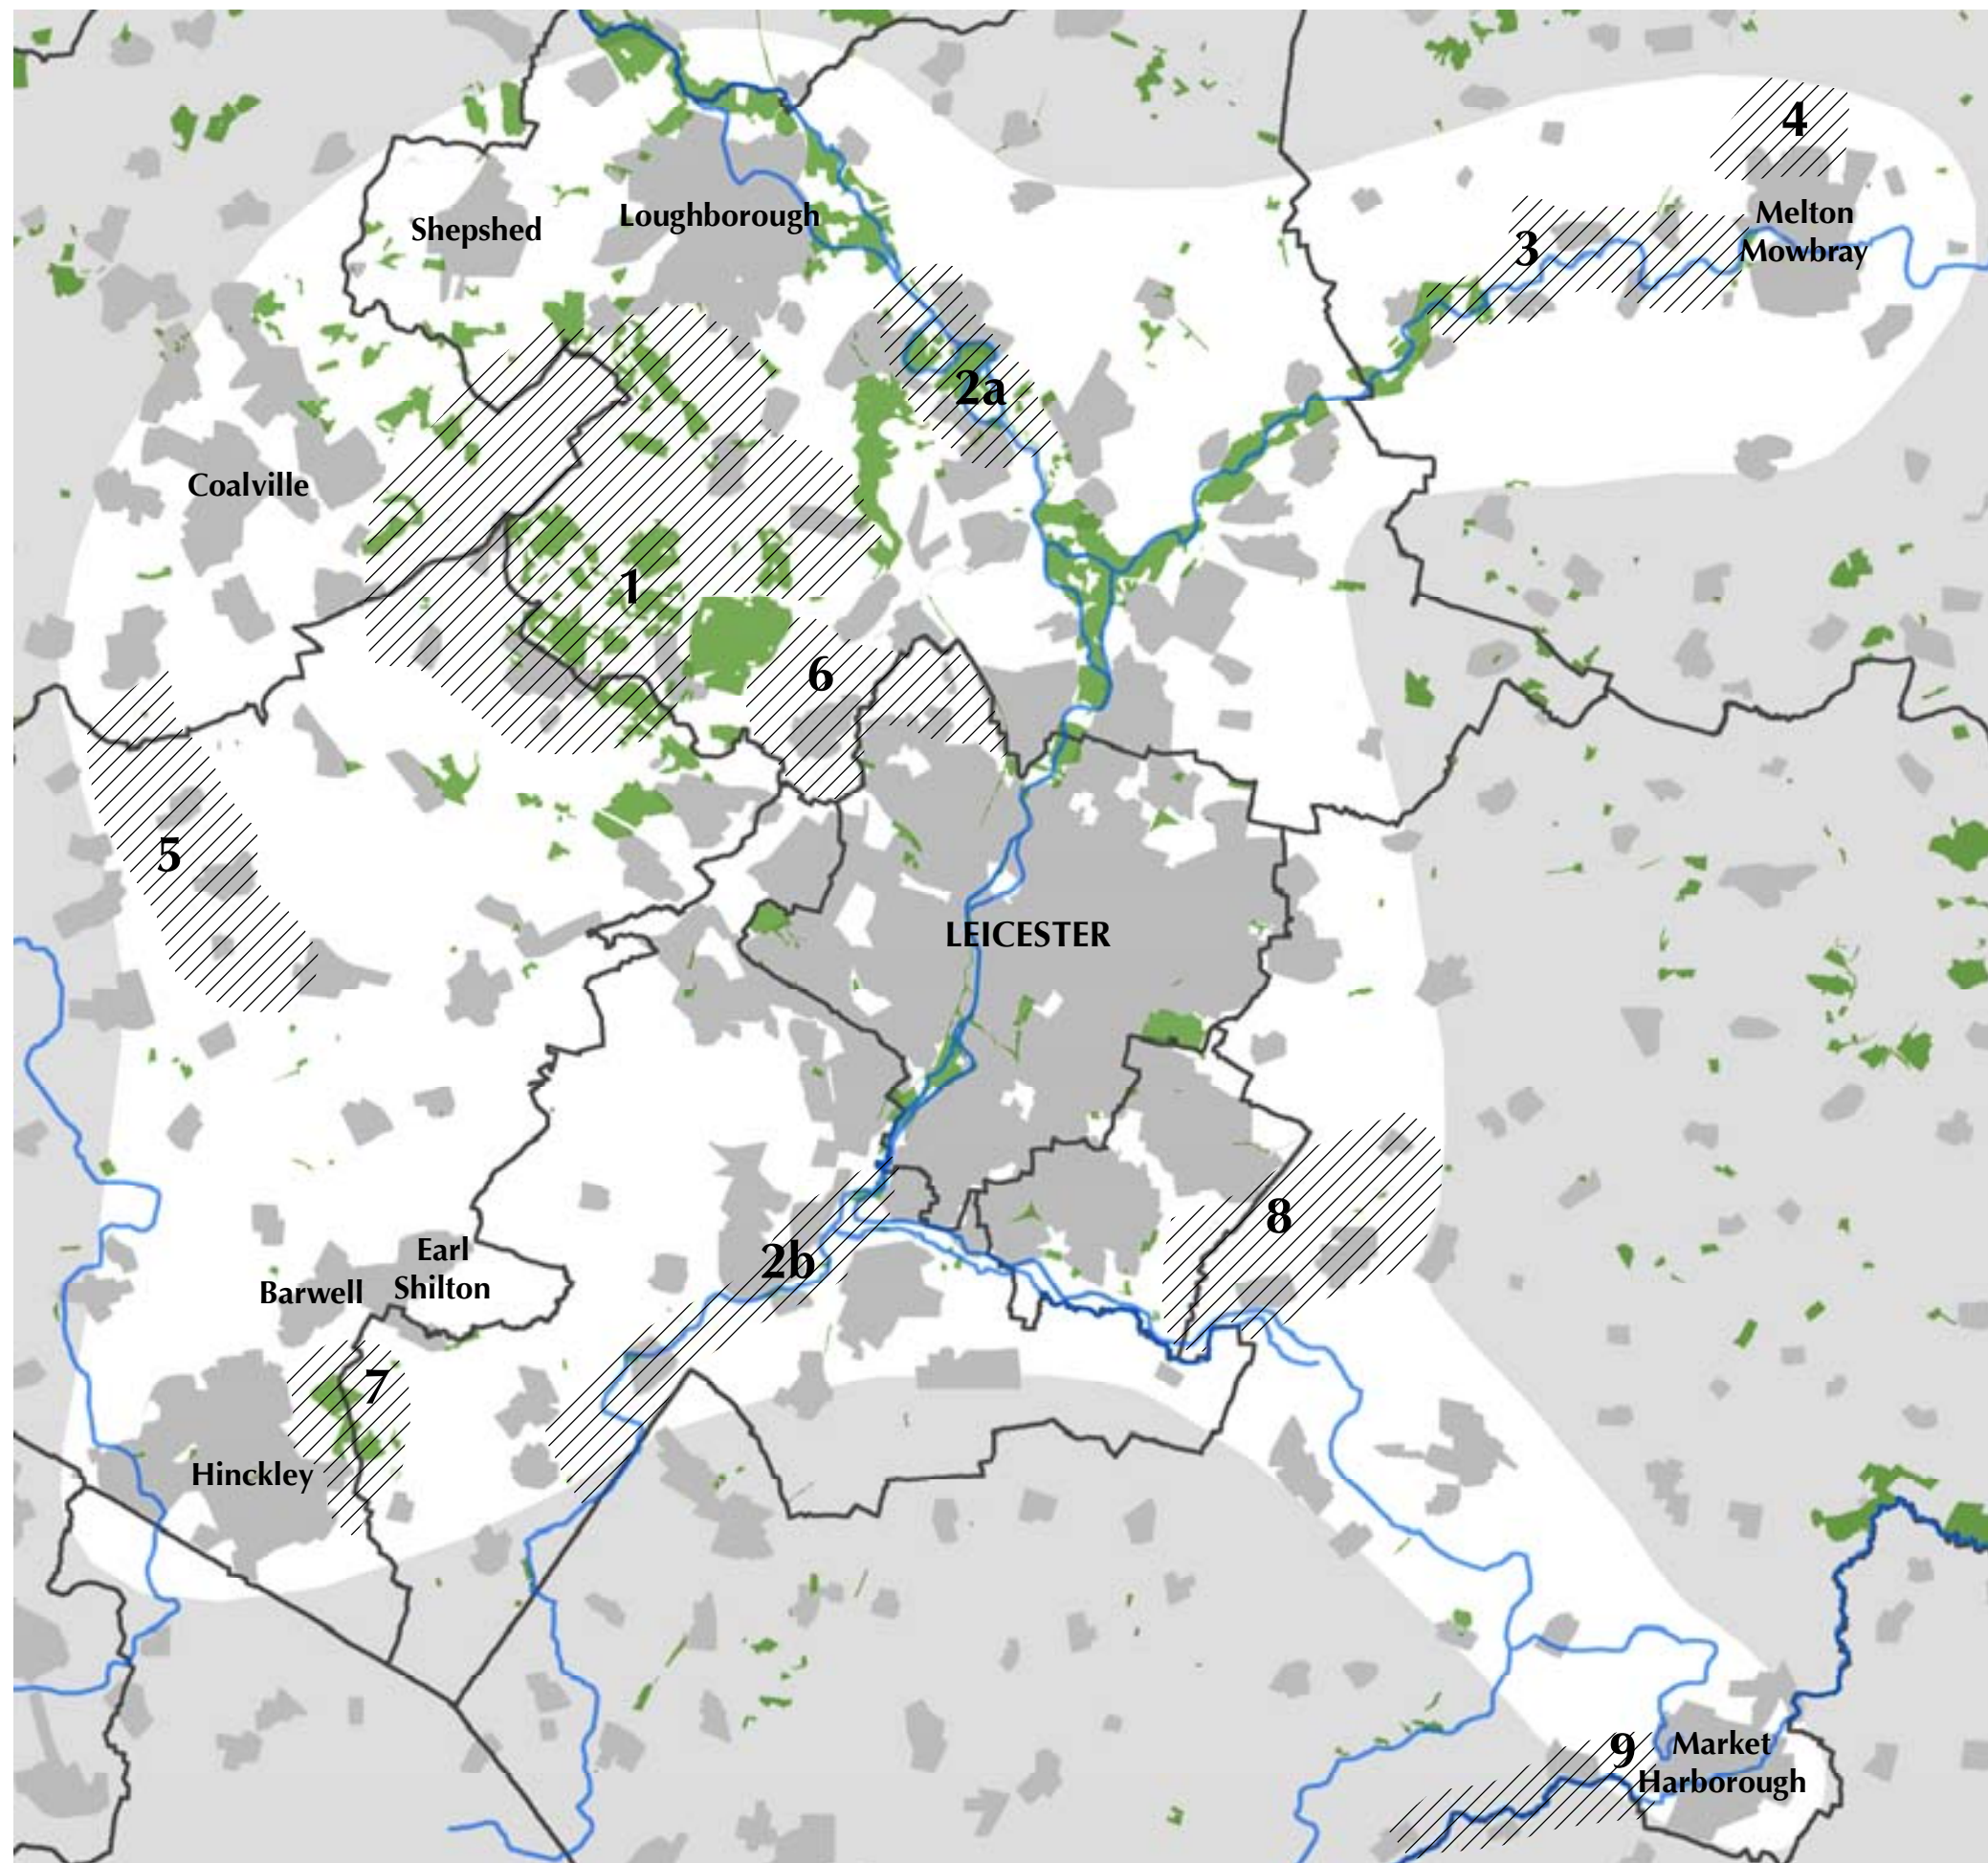 4
Shepshed
Loughborough
Melton
Mowbray
3
2a
Coalville
1
6
5
LEICESTER
8
2b
Earl
Shilton
Barwell
7
Hinckley
9
Market
Harborough